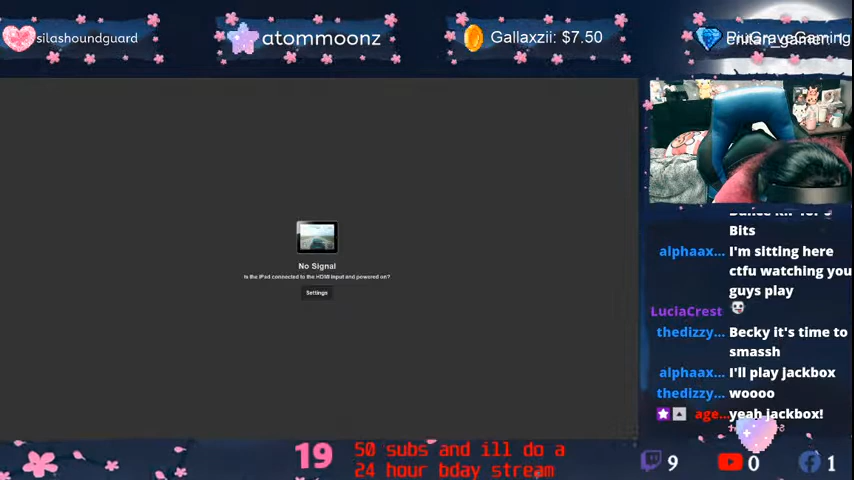 silashoundguard
atommoonz
Gallaxzii: $7.50
PiuGraveGaming
No Signal
Is the iPad connected to the HDMI input and powered on?
Settings
Bits
alphaax... I'm sitting here
ctfu watching you
guys play
LuciaCrest
thedizzy... Becky it's time to
smassh
alphaax... I'll play jackbox
thedizzy... woooo
age... yeah jackbox!
19
50 subs and ill do a
24 hour bday stream
9
0
1